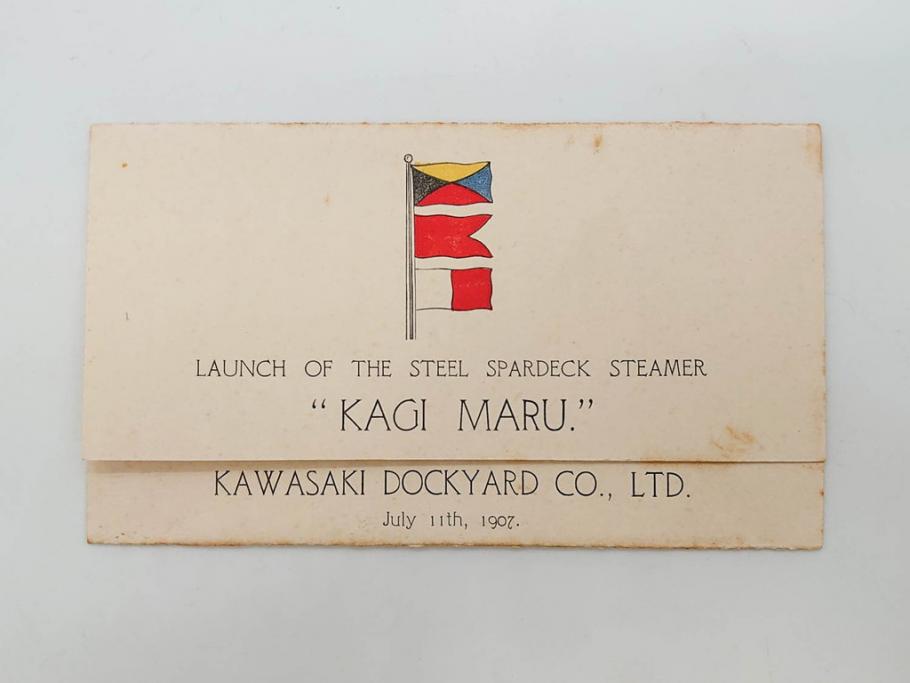 LAUNCH OF THE STEEL SPARDECK STEAMER
“KAGI MARU.”
KAWASAKI DOCKYARD CO., LTD.
July 11th, 1907.